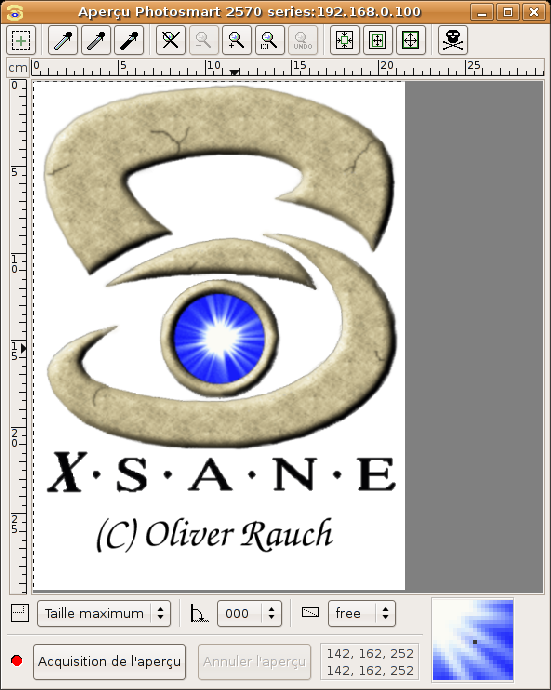 Aperçu Photosmart 2570 series:192.168.0.100
UNDO
cm
0 5 10 15 20 25
0
5
10
15
20
25
X·S·A·N·E
(C) Oliver Rauch
Taille maximum 000 free
Acquisition de l'aperçu Annuler l'aperçu
142, 162, 252
142, 162, 252